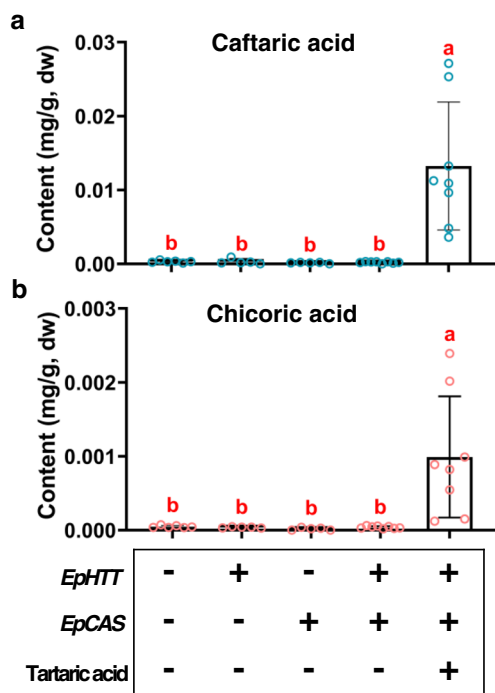 a
Caftaric acid
Content (mg/g, dw)
0.03
0.02
0.01
0.00
b b b b a
b
Chicoric acid
Content (mg/g, dw)
0.003
0.002
0.001
0.000
b b b b a
EpHTT - + - + +
EpCAS - - + + +
Tartaric acid - - - - +